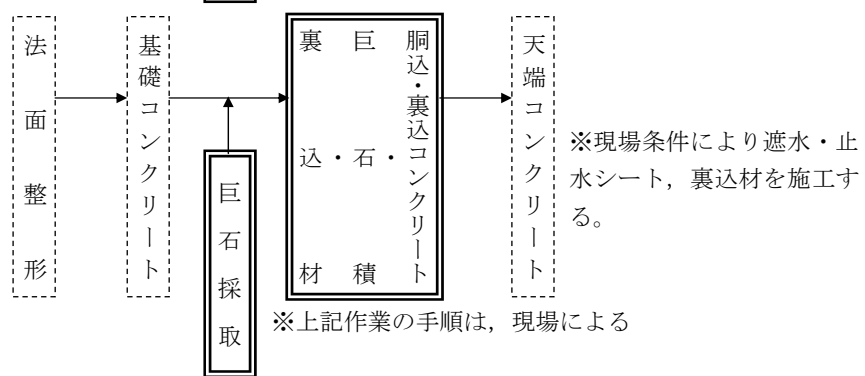 法面整形
基礎コンクリート
巨石採取
胴込・裏込コンクリート・
巨石積・
裏込材
天端コンクリート
※現場条件により遮水・止
水シート，裏込材を施工す
る。
※上記作業の手順は，現場による